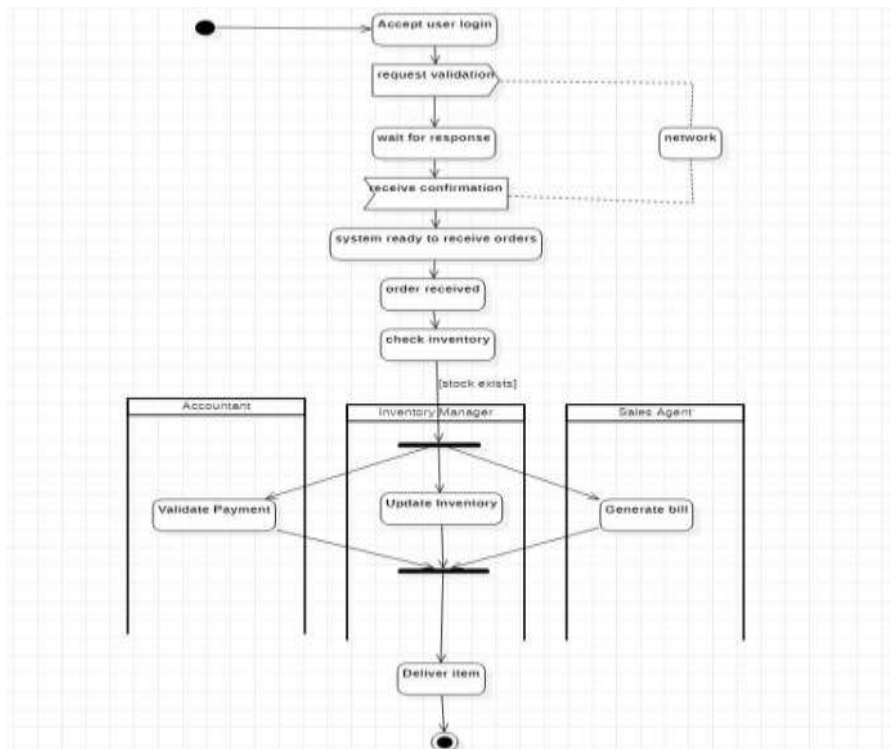 Accept user login
request validation
wait for response
network
receive confirmation
system ready to receive orders
order received
check inventory
[stock exists]
Accountant
Inventory Manager
Sales Agent
Validate Payment
Update Inventory
Generate bill
Deliver item